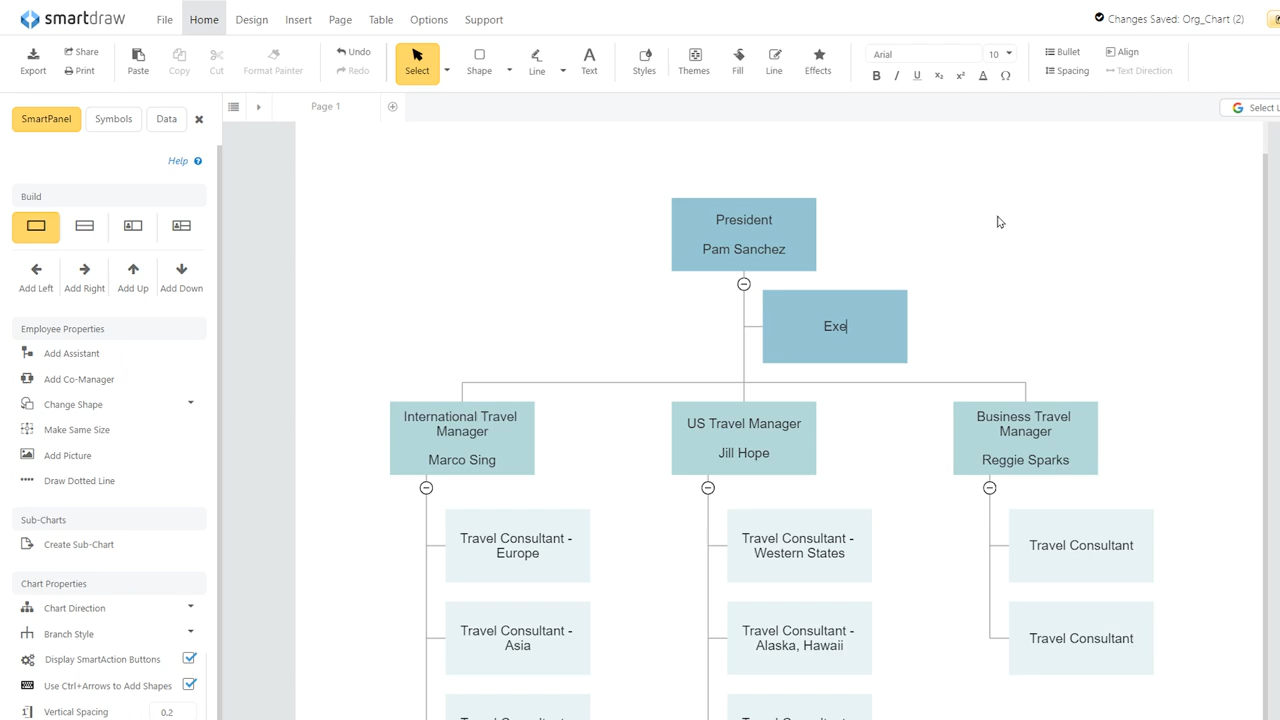 smartdraw
File Home Design Insert Page Table Options Support
Changes Saved: Org_Chart (2)
Export
Share
Print
Paste
Copy
Cut
Format Painter
Undo
Redo
Select
Shape
Line
Text
Styles
Themes
Fill
Line
Effects
Arial 10
B I U x₂ x² A Ω
Bullet
Align
Spacing
Text Direction
SmartPanel Symbols Data
Page 1
Select L
Help ?
Build
Add Left Add Right Add Up Add Down
Employee Properties
Add Assistant
Add Co-Manager
Change Shape
Make Same Size
Add Picture
Draw Dotted Line
Sub-Charts
Create Sub-Chart
Chart Properties
Chart Direction
Branch Style
Display SmartAction Buttons
Use Ctrl+Arrows to Add Shapes
Vertical Spacing 0.2
President
Pam Sanchez
Exe
International Travel
Manager
Marco Sing
US Travel Manager
Jill Hope
Business Travel
Manager
Reggie Sparks
Travel Consultant -
Europe
Travel Consultant -
Western States
Travel Consultant
Travel Consultant -
Asia
Travel Consultant -
Alaska, Hawaii
Travel Consultant